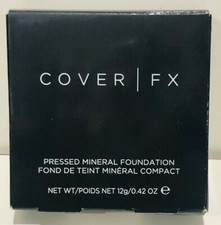 COVER | FX
PRESSED MINERAL FOUNDATION
FOND DE TEINT MINÉRAL COMPACT
NET WT/POIDS NET 12g/0.42 OZ ℮